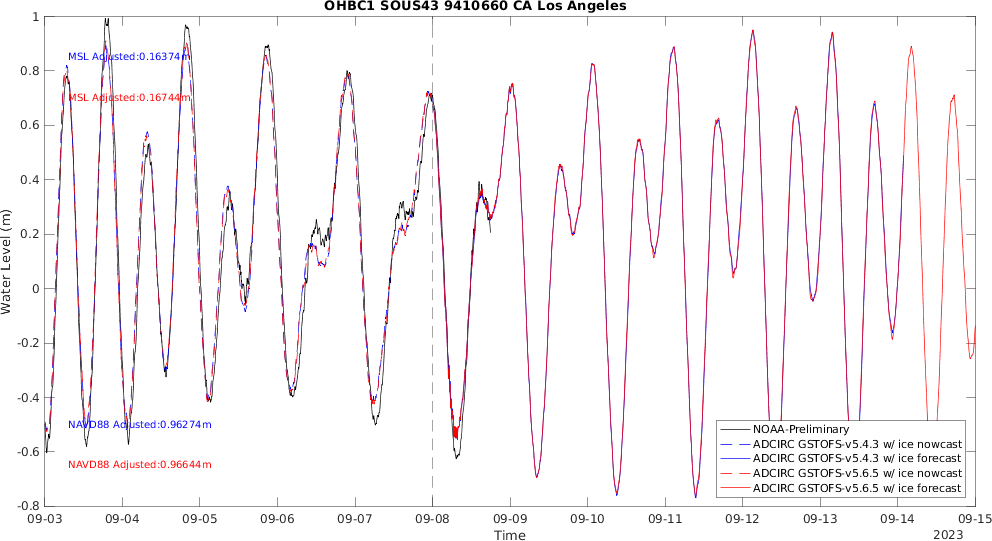 OHBC1 SOUS43 9410660 CA Los Angeles
1
0.8
0.6
0.4
0.2
0
-0.2
-0.4
-0.6
-0.8
Water Level (m)
MSL Adjusted:0.16374m
MSL Adjusted:0.16744m
NAVD88 Adjusted:0.96274m
NAVD88 Adjusted:0.96644m
NOAA-Preliminary
ADCIRC GSTOFS-v5.4.3 w/ ice nowcast
ADCIRC GSTOFS-v5.4.3 w/ ice forecast
ADCIRC GSTOFS-v5.6.5 w/ ice nowcast
ADCIRC GSTOFS-v5.6.5 w/ ice forecast
09-03 09-04 09-05 09-06 09-07 09-08 09-09 09-10 09-11 09-12 09-13 09-14 09-15
Time
2023